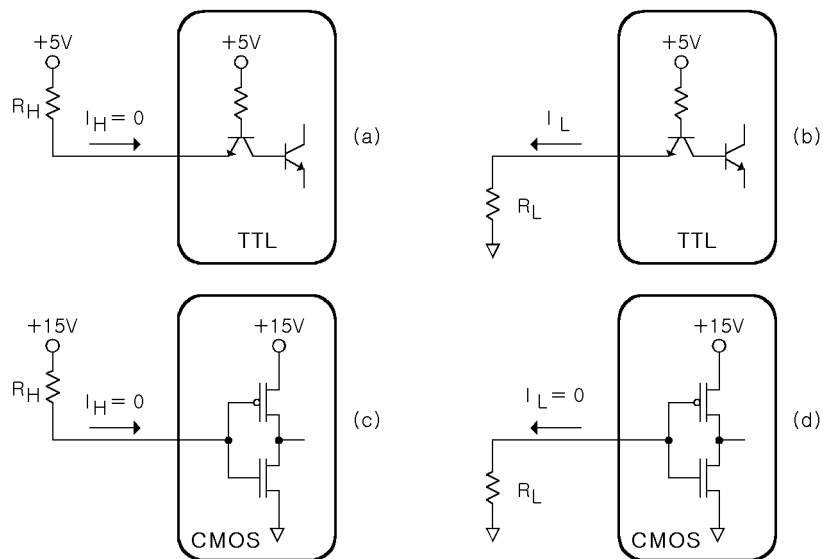 +5V
+5V
R_H
I_H = 0
(a)
TTL
+5V
I_L
(b)
R_L
TTL
+15V
+15V
R_H
I_H = 0
(c)
CMOS
+15V
I_L = 0
(d)
R_L
CMOS